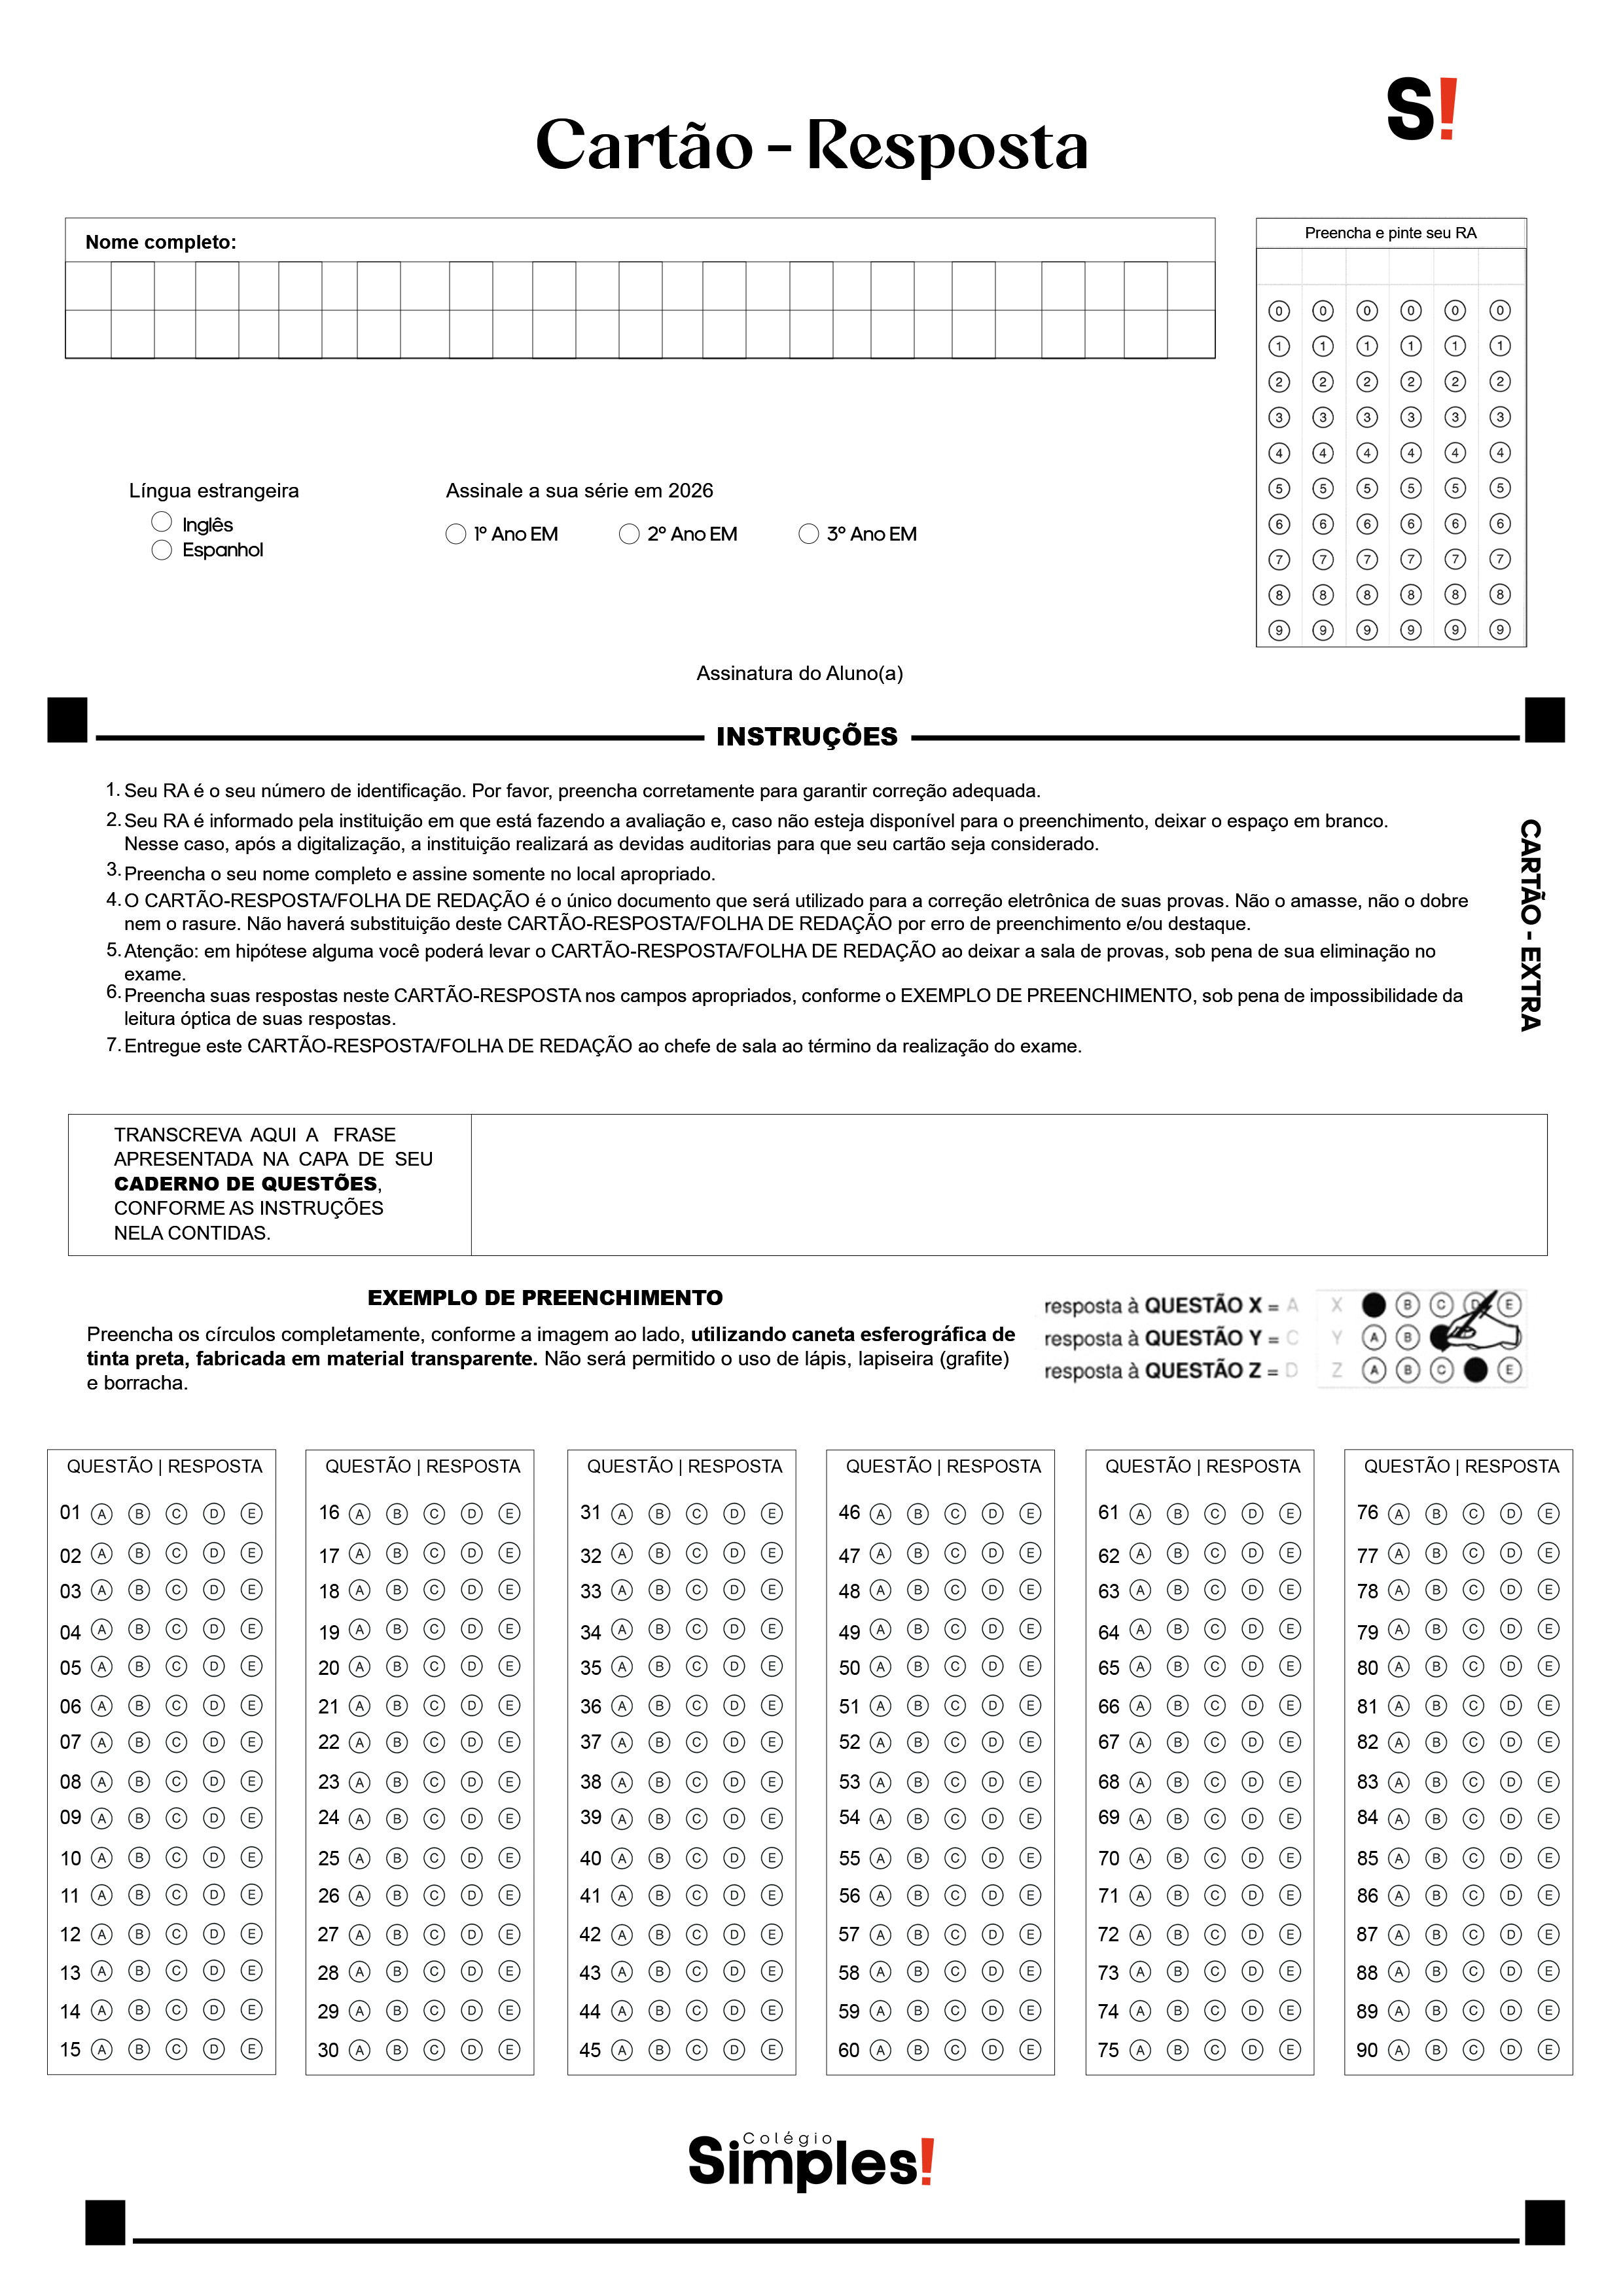 S!
Cartão - Resposta
Nome completo:
Preencha e pinte seu RA
0 0 0 0 0 0
1 1 1 1 1 1
2 2 2 2 2 2
3 3 3 3 3 3
4 4 4 4 4 4
5 5 5 5 5 5
6 6 6 6 6 6
7 7 7 7 7 7
8 8 8 8 8 8
9 9 9 9 9 9
Língua estrangeira
Inglês
Espanhol
Assinale a sua série em 2026
1º Ano EM 2º Ano EM 3º Ano EM
Assinatura do Aluno(a)
INSTRUÇÕES
1. Seu RA é o seu número de identificação. Por favor, preencha corretamente para garantir correção adequada.
2. Seu RA é informado pela instituição em que está fazendo a avaliação e, caso não esteja disponível para o preenchimento, deixar o espaço em branco.
Nesse caso, após a digitalização, a instituição realizará as devidas auditorias para que seu cartão seja considerado.
3. Preencha o seu nome completo e assine somente no local apropriado.
4. O CARTÃO-RESPOSTA/FOLHA DE REDAÇÃO é o único documento que será utilizado para a correção eletrônica de suas provas. Não o amasse, não o dobre
nem o rasure. Não haverá substituição deste CARTÃO-RESPOSTA/FOLHA DE REDAÇÃO por erro de preenchimento e/ou destaque.
5. Atenção: em hipótese alguma você poderá levar o CARTÃO-RESPOSTA/FOLHA DE REDAÇÃO ao deixar a sala de provas, sob pena de sua eliminação no
exame.
6. Preencha suas respostas neste CARTÃO-RESPOSTA nos campos apropriados, conforme o EXEMPLO DE PREENCHIMENTO, sob pena de impossibilidade da
leitura óptica de suas respostas.
7. Entregue este CARTÃO-RESPOSTA/FOLHA DE REDAÇÃO ao chefe de sala ao término da realização do exame.
CARTÃO - EXTRA
TRANSCREVA AQUI A FRASE
APRESENTADA NA CAPA DE SEU
CADERNO DE QUESTÕES,
CONFORME AS INSTRUÇÕES
NELA CONTIDAS.
EXEMPLO DE PREENCHIMENTO
Preencha os círculos completamente, conforme a imagem ao lado, utilizando caneta esferográfica de
tinta preta, fabricada em material transparente. Não será permitido o uso de lápis, lapiseira (grafite)
e borracha.
resposta à QUESTÃO X = A X B C D E
resposta à QUESTÃO Y = C Y A B
resposta à QUESTÃO Z = D Z A B C E
QUESTÃO | RESPOSTA
01 A B C D E
02 A B C D E
03 A B C D E
04 A B C D E
05 A B C D E
06 A B C D E
07 A B C D E
08 A B C D E
09 A B C D E
10 A B C D E
11 A B C D E
12 A B C D E
13 A B C D E
14 A B C D E
15 A B C D E
QUESTÃO | RESPOSTA
16 A B C D E
17 A B C D E
18 A B C D E
19 A B C D E
20 A B C D E
21 A B C D E
22 A B C D E
23 A B C D E
24 A B C D E
25 A B C D E
26 A B C D E
27 A B C D E
28 A B C D E
29 A B C D E
30 A B C D E
QUESTÃO | RESPOSTA
31 A B C D E
32 A B C D E
33 A B C D E
34 A B C D E
35 A B C D E
36 A B C D E
37 A B C D E
38 A B C D E
39 A B C D E
40 A B C D E
41 A B C D E
42 A B C D E
43 A B C D E
44 A B C D E
45 A B C D E
QUESTÃO | RESPOSTA
46 A B C D E
47 A B C D E
48 A B C D E
49 A B C D E
50 A B C D E
51 A B C D E
52 A B C D E
53 A B C D E
54 A B C D E
55 A B C D E
56 A B C D E
57 A B C D E
58 A B C D E
59 A B C D E
60 A B C D E
QUESTÃO | RESPOSTA
61 A B C D E
62 A B C D E
63 A B C D E
64 A B C D E
65 A B C D E
66 A B C D E
67 A B C D E
68 A B C D E
69 A B C D E
70 A B C D E
71 A B C D E
72 A B C D E
73 A B C D E
74 A B C D E
75 A B C D E
QUESTÃO | RESPOSTA
76 A B C D E
77 A B C D E
78 A B C D E
79 A B C D E
80 A B C D E
81 A B C D E
82 A B C D E
83 A B C D E
84 A B C D E
85 A B C D E
86 A B C D E
87 A B C D E
88 A B C D E
89 A B C D E
90 A B C D E
Colégio
Simples!